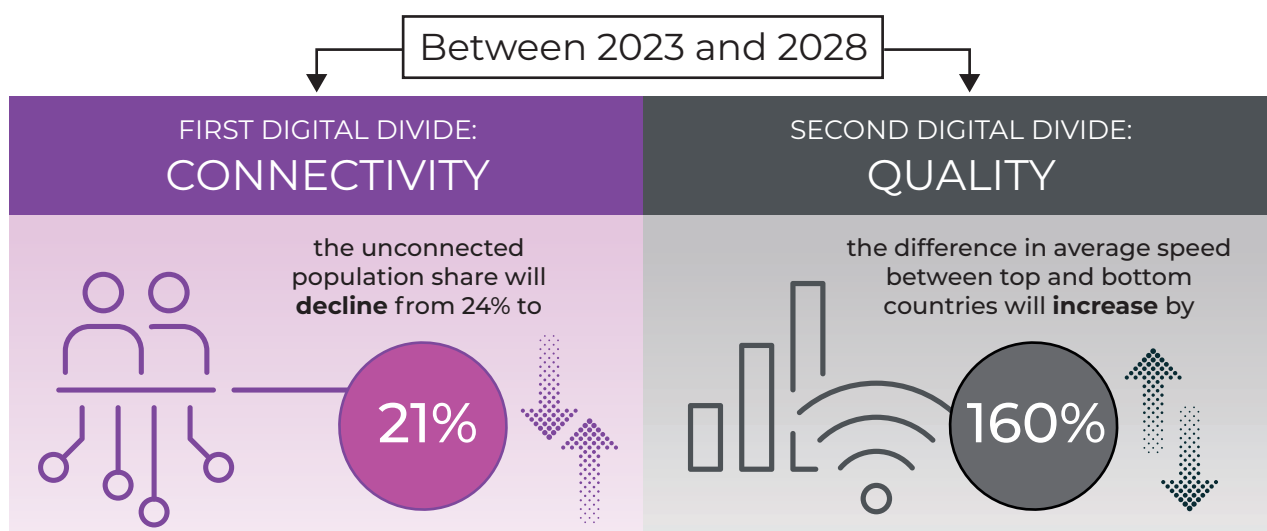 Between 2023 and 2028
FIRST DIGITAL DIVIDE:
CONNECTIVITY
the unconnected
population share will
decline from 24% to
21%
SECOND DIGITAL DIVIDE:
QUALITY
the difference in average speed
between top and bottom
countries will increase by
160%